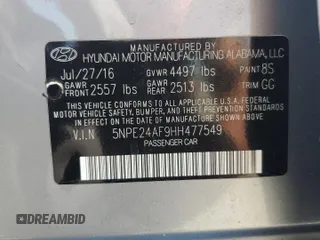 HYUNDAI MOTOR MANUFACTURING ALABAMA, LLC
Jul/27/16 GVWR 4497 lbs PAINT 8S
GAWR FRONT 2557 lbs GAWR REAR 2513 lbs TRIM GG
THIS VEHICLE CONFORMS TO ALL APPLICABLE
U.S. FEDERAL MOTOR VEHICLE SAFETY,
BUMPER, AND THEFT PREVENTION STANDARDS
IN EFFECT ON THE DATE OF MANUFACTURE
SHOWN ABOVE.
V.I.N 5NPE24AF9HH477549
PASSENGER CAR
© DREAMBID